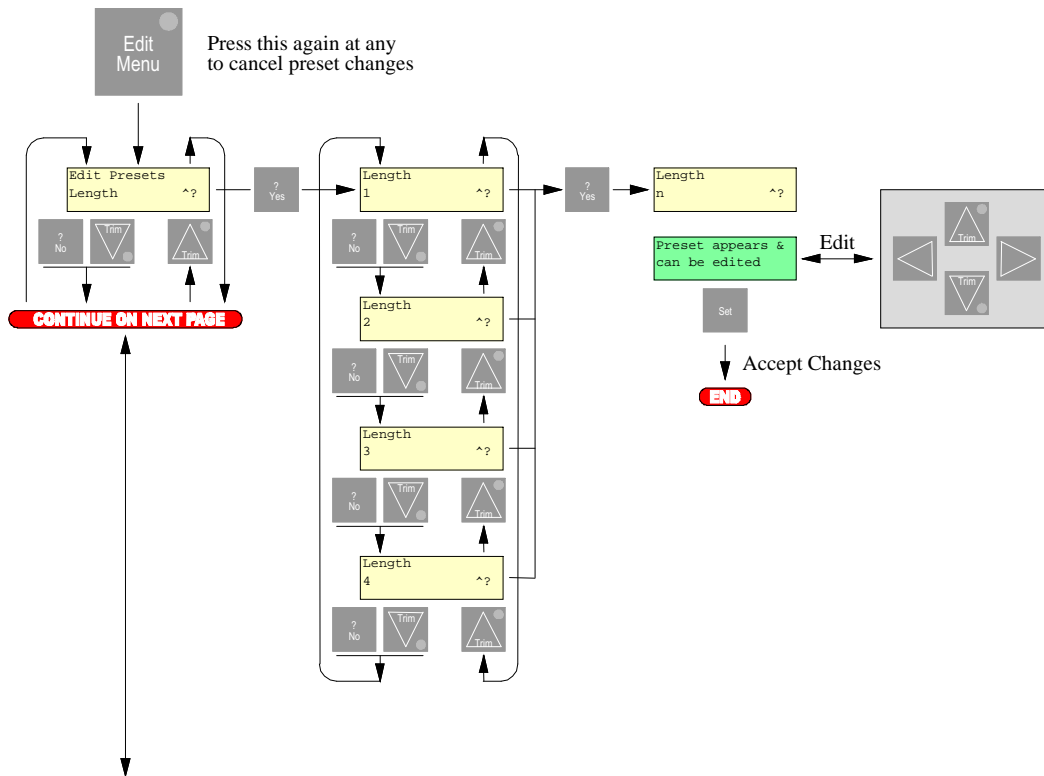 Edit
Menu
Press this again at any
to cancel preset changes
Edit Presets
Length ^?
?
Yes
Length
1 ^?
?
Yes
Length
n ^?
?
No
Trim
Trim
?
No
Trim
Trim
Preset appears &
can be edited
Edit
Trim
Trim
CONTINUE ON NEXT PAGE
Length
2 ^?
Set
?
No
Trim
Trim
Accept Changes
END
Length
3 ^?
?
No
Trim
Trim
Length
4 ^?
?
No
Trim
Trim